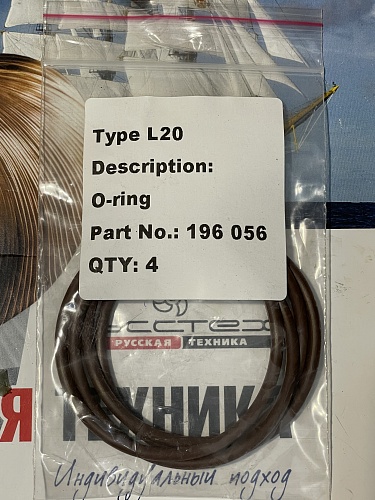 Type L20
Description:
O-ring
Part No.: 196 056
QTY: 4
РУССКАЯ ТЕХНИКА
Я ТЕХНИКА
Индивидуальный подход